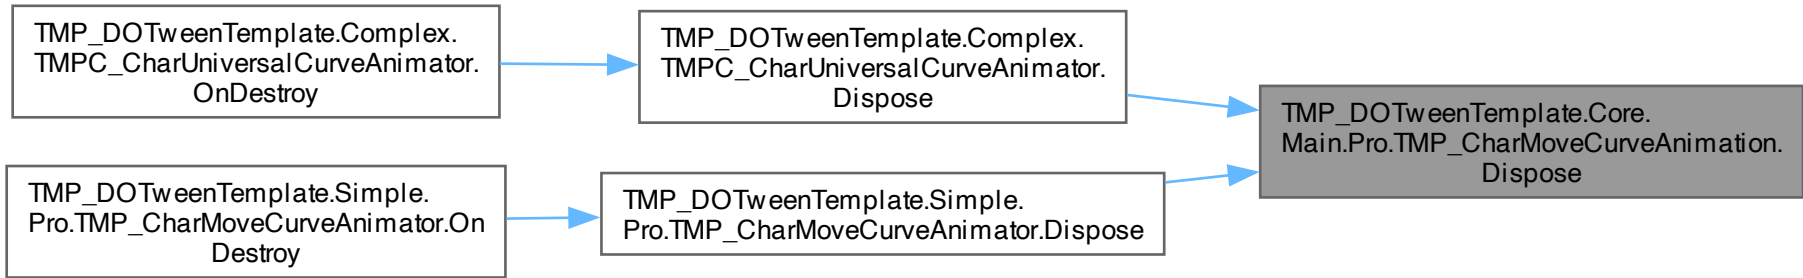 TMP_DOTweenTemplate.Complex.
TMPC_CharUniversalCurveAnimator.
OnDestroy
TMP_DOTweenTemplate.Complex.
TMPC_CharUniversalCurveAnimator.
Dispose
TMP_DOTweenTemplate.Core.
Main.Pro.TMP_CharMoveCurveAnimation.
Dispose
TMP_DOTweenTemplate.Simple.
Pro.TMP_CharMoveCurveAnimator.On
Destroy
TMP_DOTweenTemplate.Simple.
Pro.TMP_CharMoveCurveAnimator.Dispose